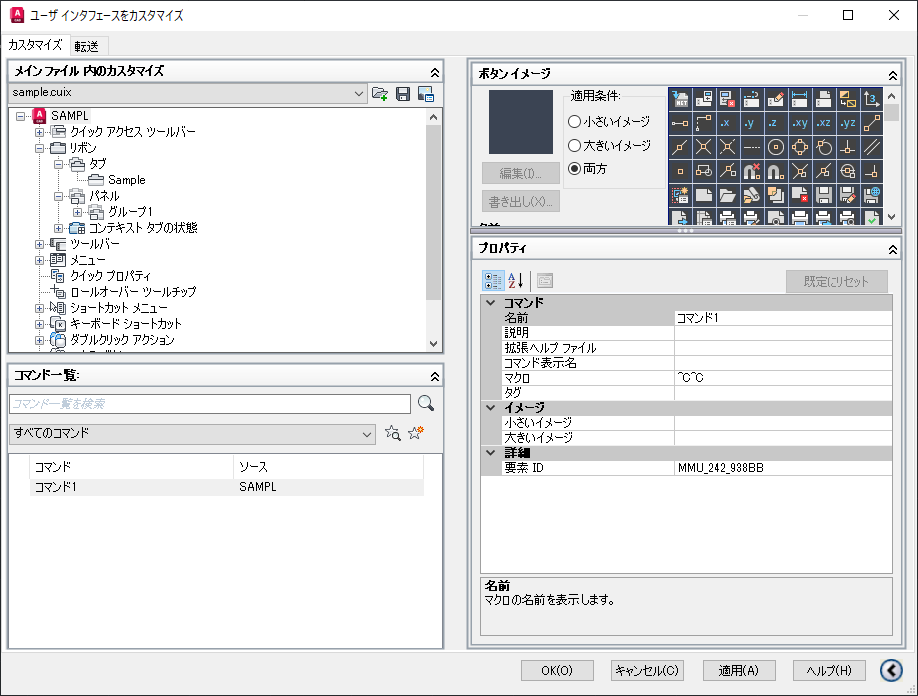 ユーザ インタフェースをカスタマイズ
カスタマイズ
転送
メイン ファイル 内のカスタマイズ
sample.cuix
SAMPL
クイック アクセス ツールバー
リボン
タブ
Sample
パネル
グループ1
コンテキスト タブの状態
ツールバー
メニュー
クイック プロパティ
ロールオーバー ツールチップ
ショートカット メニュー
キーボード ショートカット
ダブルクリック アクション
コマンド一覧:
コマンド一覧を検索
すべてのコマンド
コマンド ソース
コマンド1 SAMPL
ボタン イメージ
適用条件:
小さいイメージ
大きいイメージ
両方
編集(I)...
書き出し(X)...
名前
.x .y .z .xy .xz .yz
プロパティ
既定にリセット
コマンド
名前 コマンド1
説明
拡張ヘルプ ファイル
コマンド表示名
マクロ ^C^C
タグ
イメージ
小さいイメージ
大きいイメージ
詳細
要素 ID MMU_242_938BB
名前
マクロの名前を表示します。
OK(O)
キャンセル(C)
適用(A)
ヘルプ(H)